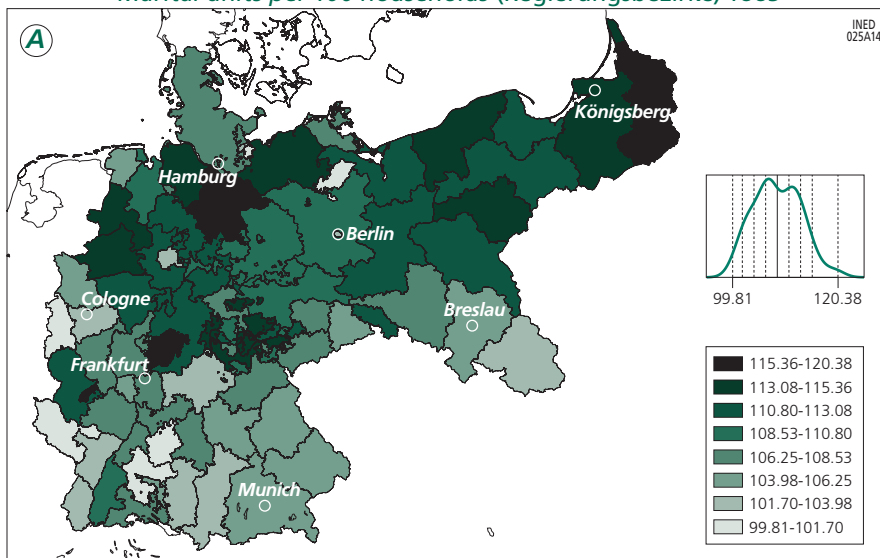 marital units per 100 households (Regierungsbezirke) 1885
A
INED
025A14
Königsberg
Hamburg
Berlin
Cologne
Breslau
Frankfurt
Munich
99.81 120.38
115.36-120.38
113.08-115.36
110.80-113.08
108.53-110.80
106.25-108.53
103.98-106.25
101.70-103.98
99.81-101.70